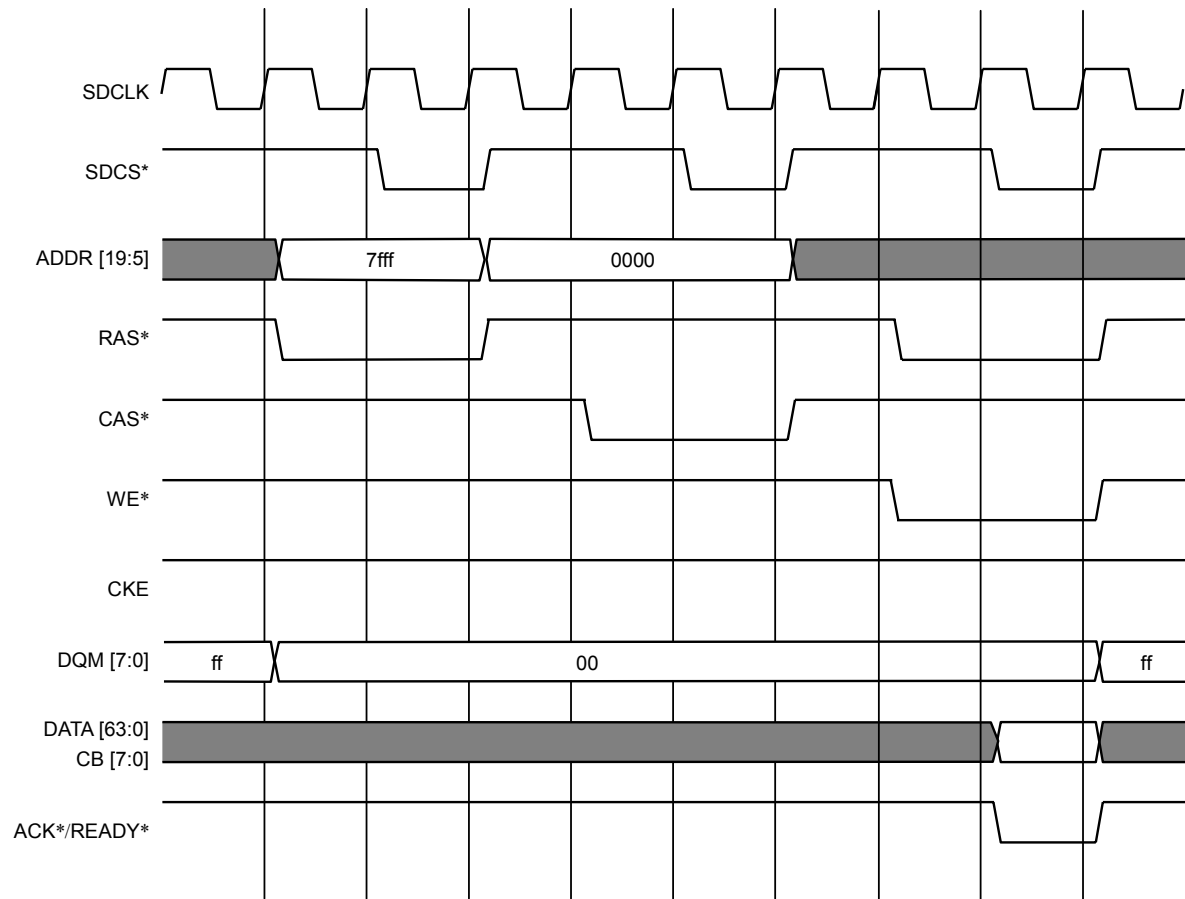 SDCLK
SDCS*
ADDR [19:5]
7fff
0000
RAS*
CAS*
WE*
CKE
DQM [7:0]
ff
00
ff
DATA [63:0]
CB [7:0]
ACK*/READY*